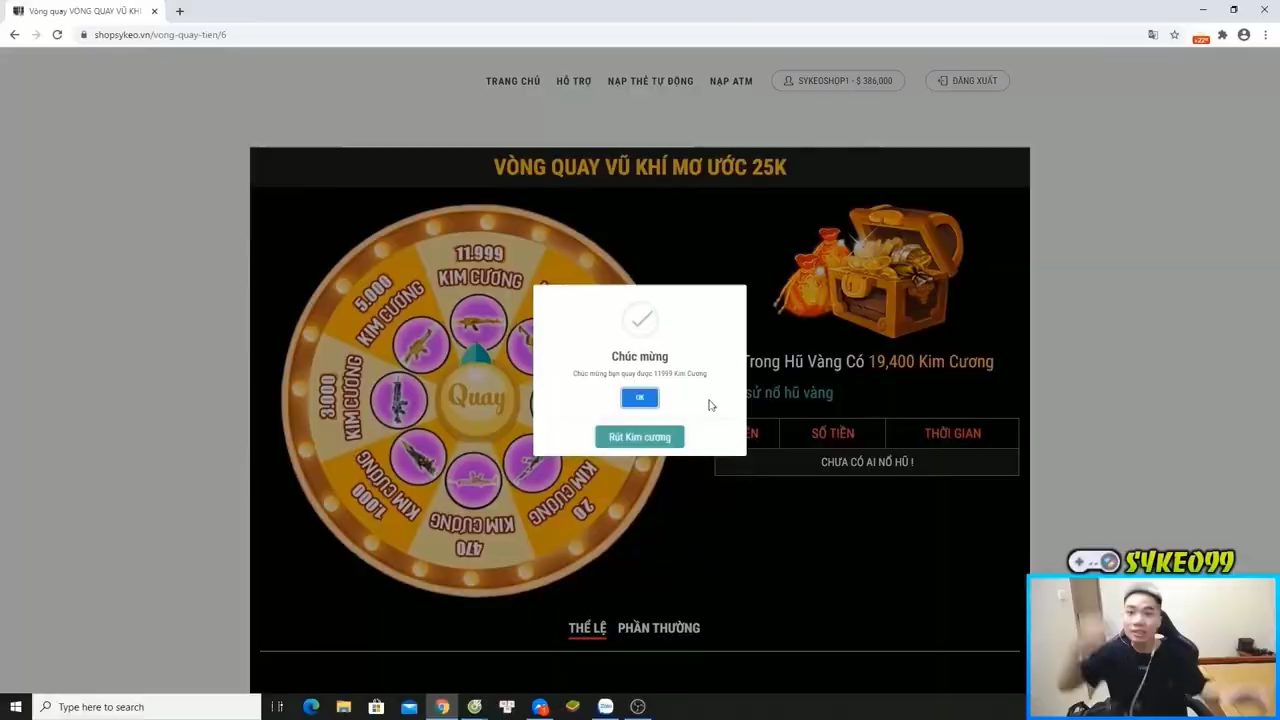 Vòng quay VÒNG QUAY VŨ KHÍ
shopsykeo.vn/vong-quay-tien/6
TRANG CHỦ
HỖ TRỢ
NẠP THẺ TỰ ĐỘNG
NẠP ATM
SYKEOSHOP1 - $ 386,000
ĐĂNG XUẤT
VÒNG QUAY VŨ KHÍ MƠ ƯỚC 25K
11.999
KIM CƯƠNG
5.000
KIM CƯƠNG
3.000
KIM CƯƠNG
1.000
KIM CƯƠNG
470
KIM CƯƠNG
20
KIM CƯƠNG
Quay
Chúc mừng
Chúc mừng bạn quay được 11999 Kim Cương
OK
Rút Kim cương
Trong Hũ Vàng Có 19,400 Kim Cương
sử nổ hũ vàng
SỐ TIỀN
THỜI GIAN
CHƯA CÓ AI NỔ HŨ !
THỂ LỆ
PHẦN THƯỞNG
SYKEO99
Type here to search
Zalo